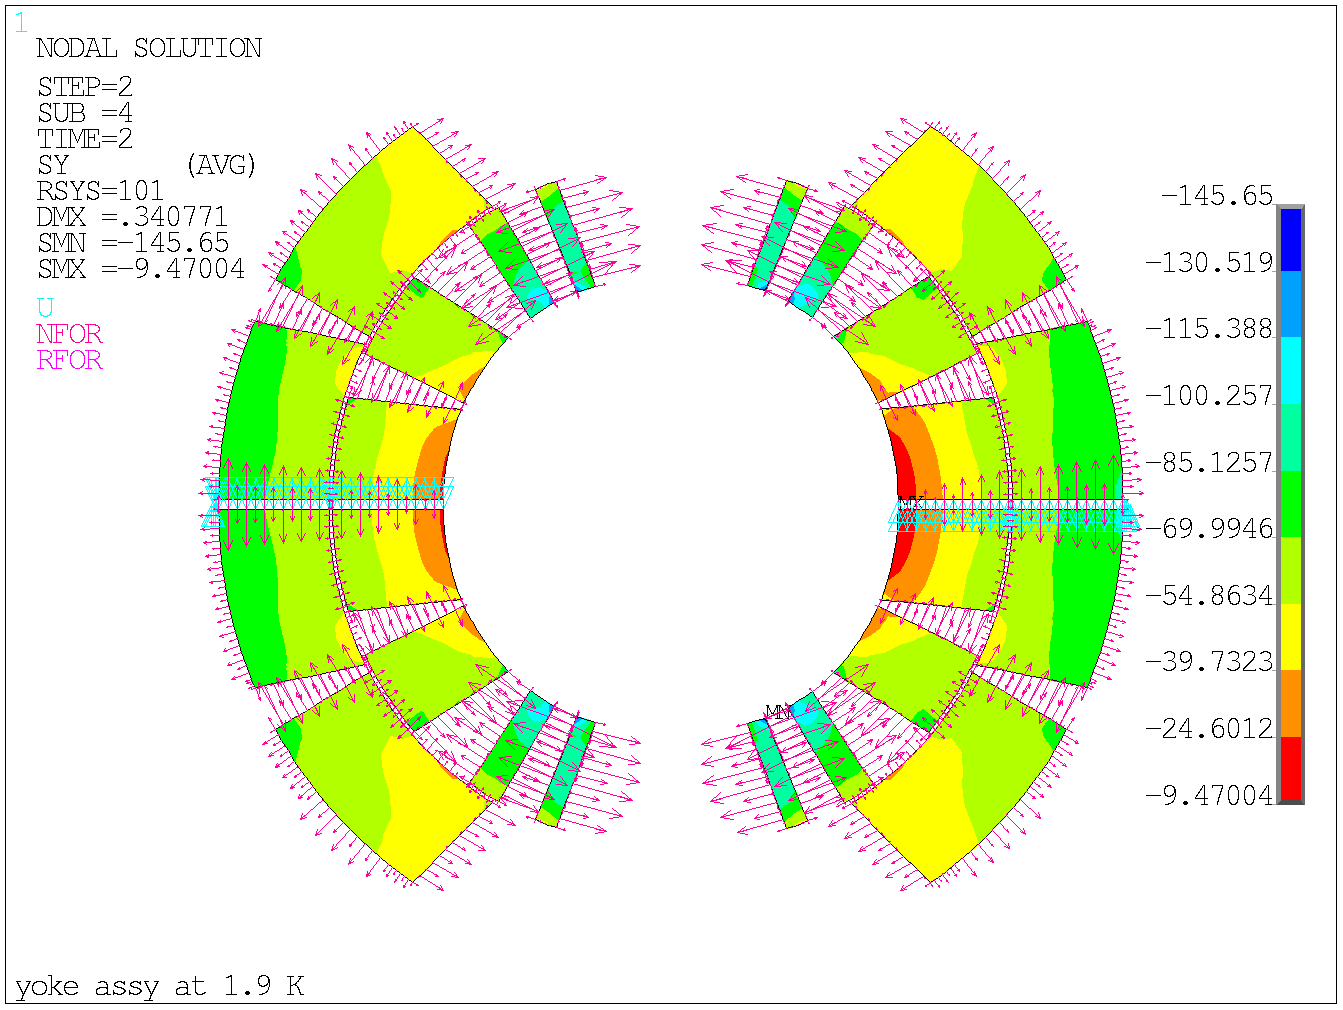 1
NODAL SOLUTION
STEP=2
SUB =4
TIME=2
SY (AVG)
RSYS=101
DMX =.340771
SMN =-145.65
SMX =-9.47004
U
NFOR
RFOR
-145.65
-130.519
-115.388
-100.257
-85.1257
-69.9946
-54.8634
-39.7323
-24.6012
-9.47004
MX
MN
yoke assy at 1.9 K